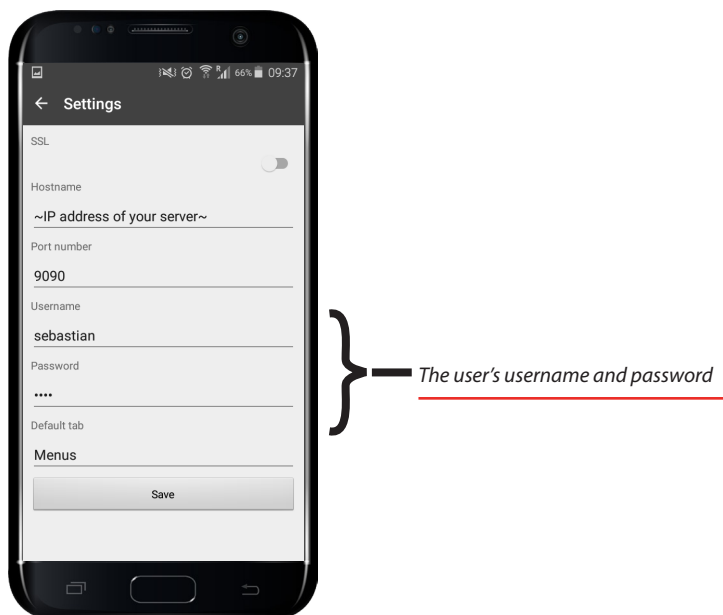 66% 09:37
Settings
SSL
Hostname
~IP address of your server~
Port number
9090
Username
sebastian
Password
••••
Default tab
Menus
Save
The user’s username and password